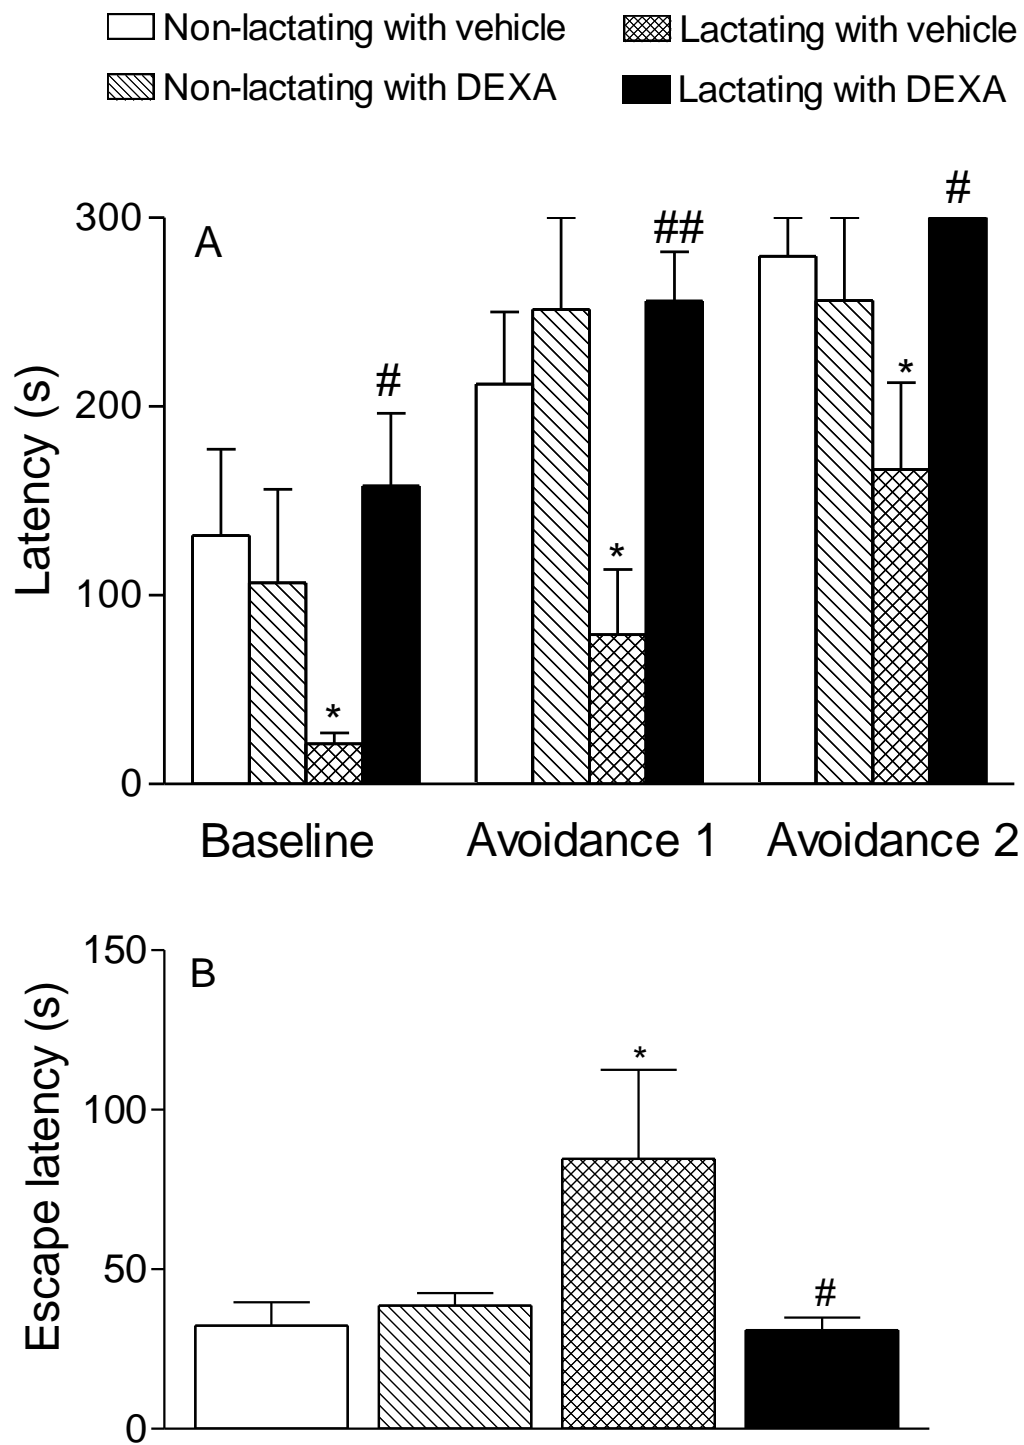 Non-lactating with vehicle
Lactating with vehicle
Non-lactating with DEXA
Lactating with DEXA
A
Latency (s)
300
200
100
0
#
##
#
*
*
*
Baseline
Avoidance 1
Avoidance 2
B
Escape latency (s)
150
100
50
0
*
#